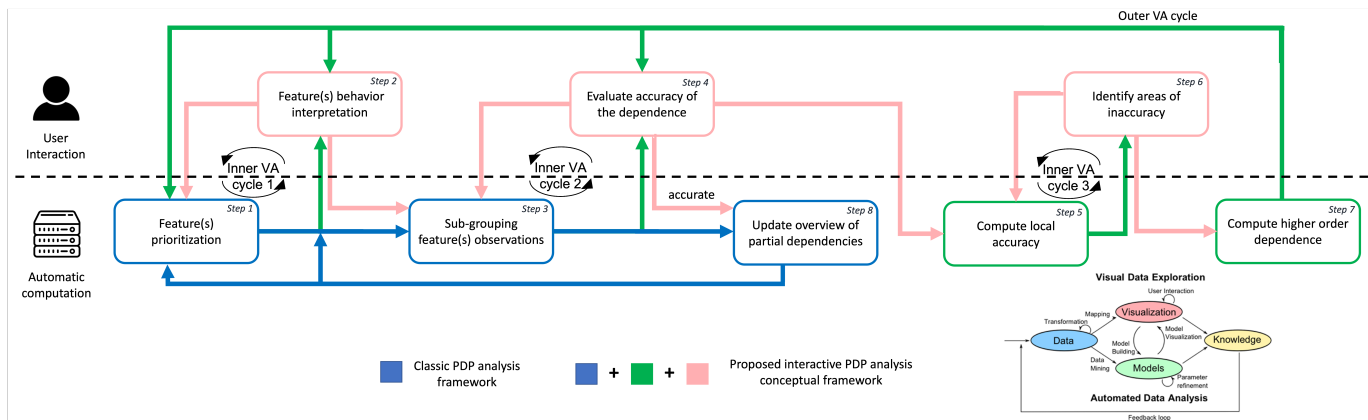 Outer VA cycle
User
Interaction
Step 2
Feature(s) behavior
interpretation
Step 4
Evaluate accuracy of
the dependence
Step 6
Identify areas of
inaccuracy
Inner VA
cycle 1
Inner VA
cycle 2
Inner VA
cycle 3
accurate
Automatic
computation
Step 1
Feature(s)
prioritization
Step 3
Sub-grouping
feature(s) observations
Step 8
Update overview of
partial dependencies
Step 5
Compute local
accuracy
Step 7
Compute higher order
dependence
Classic PDP analysis
framework
+ +
Proposed interactive PDP analysis
conceptual framework
Visual Data Exploration
User Interaction
Mapping
Transformation
Visualization
Data
Model
Visualization
Model
Building
Knowledge
Data
Mining
Models
Parameter
refinement
Automated Data Analysis
Feedback loop